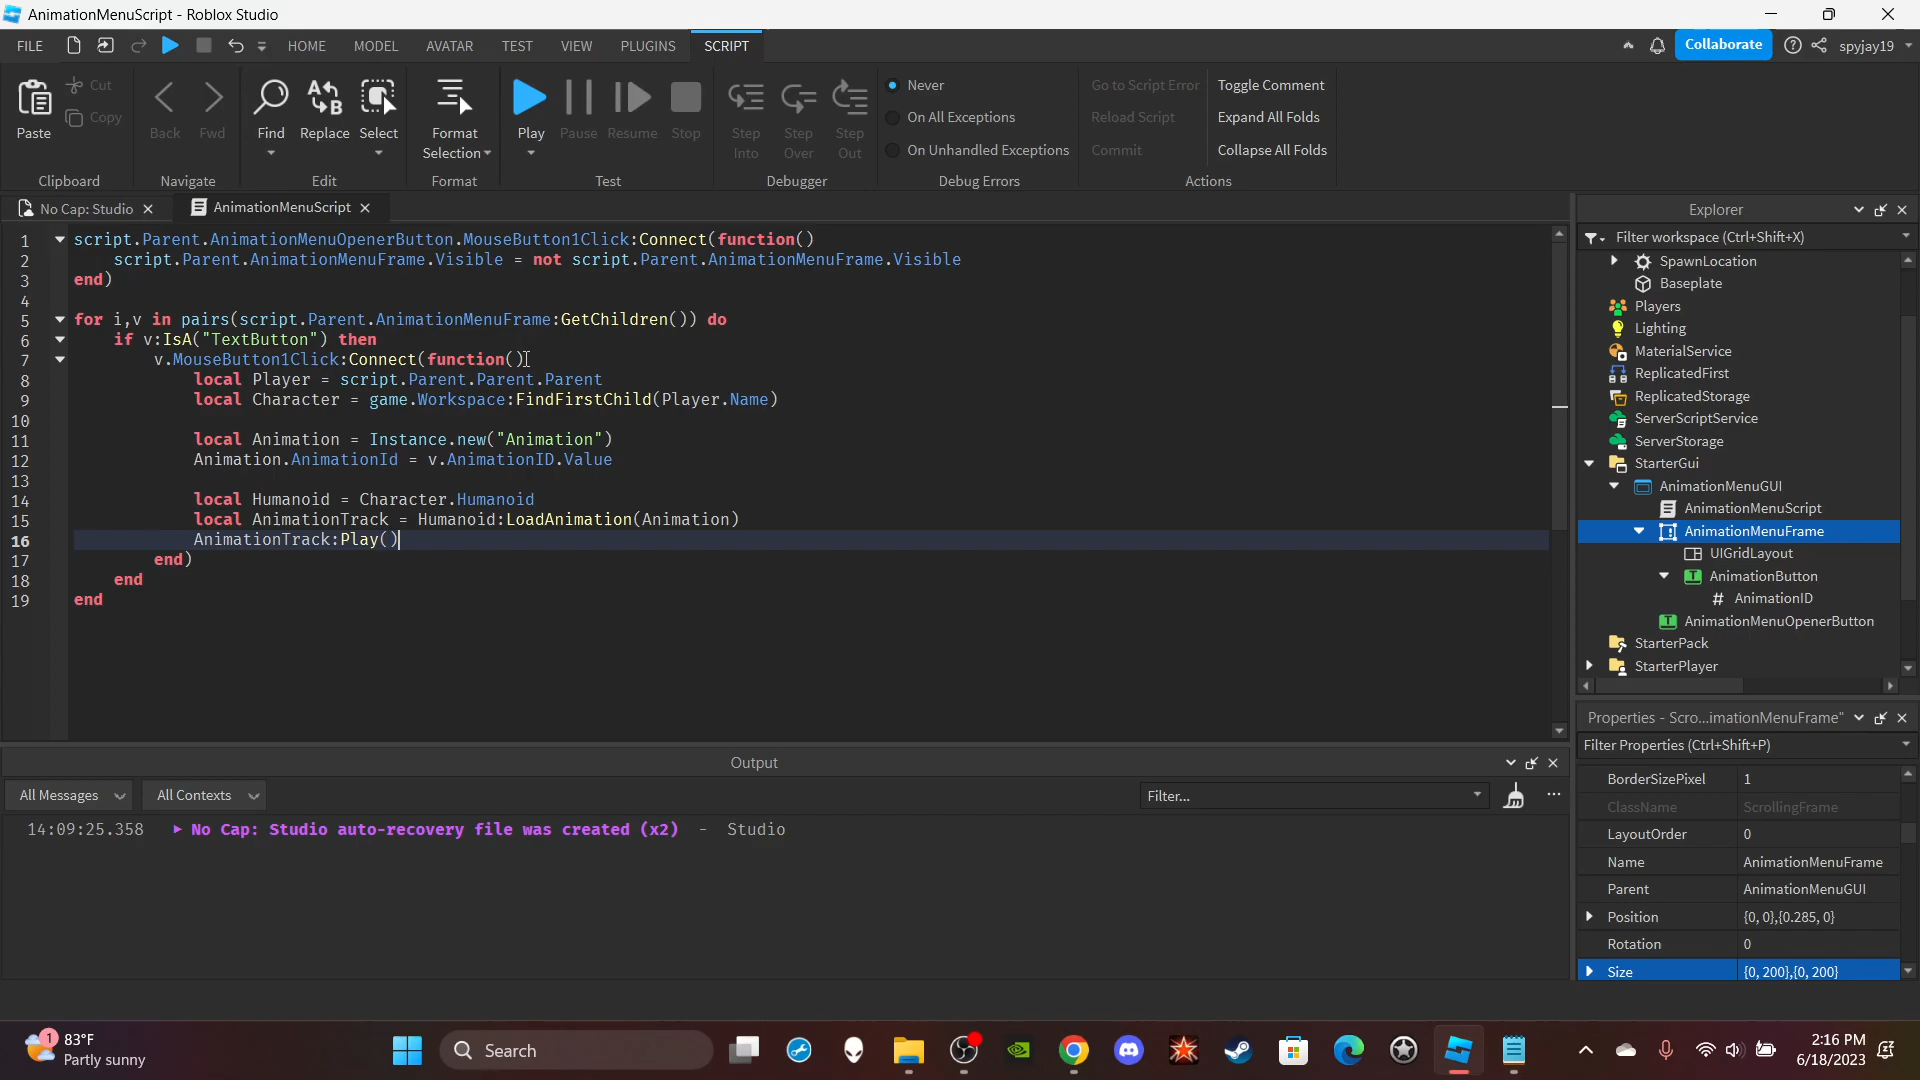 AnimationMenuScript - Roblox Studio
FILE HOME MODEL AVATAR TEST VIEW PLUGINS SCRIPT Collaborate spyjay19
Paste Cut Copy
Clipboard
Back Fwd
Navigate
Find Replace Select
Edit
Format Selection
Format
Play Pause Resume Stop
Test
Step Into Step Over Step Out
Debugger
Never
On All Exceptions
On Unhandled Exceptions
Debug Errors
Go to Script Error
Reload Script
Commit
Toggle Comment
Expand All Folds
Collapse All Folds
Actions
No Cap: Studio AnimationMenuScript
1 script.Parent.AnimationMenuOpenerButton.MouseButton1Click:Connect(function()
2 script.Parent.AnimationMenuFrame.Visible = not script.Parent.AnimationMenuFrame.Visible
3 end)
4
5 for i,v in pairs(script.Parent.AnimationMenuFrame:GetChildren()) do
6 if v:IsA("TextButton") then
7 v.MouseButton1Click:Connect(function()
8 local Player = script.Parent.Parent.Parent
9 local Character = game.Workspace:FindFirstChild(Player.Name)
10
11 local Animation = Instance.new("Animation")
12 Animation.AnimationId = v.AnimationID.Value
13
14 local Humanoid = Character.Humanoid
15 local AnimationTrack = Humanoid:LoadAnimation(Animation)
16 AnimationTrack:Play()
17 end)
18 end
19 end
Output
All Messages All Contexts Filter... ...
14:09:25.358 No Cap: Studio auto-recovery file was created (x2) - Studio
Explorer
Filter workspace (Ctrl+Shift+X)
SpawnLocation
Baseplate
Players
Lighting
MaterialService
ReplicatedFirst
ReplicatedStorage
ServerScriptService
ServerStorage
StarterGui
AnimationMenuGUI
AnimationMenuScript
AnimationMenuFrame
UIGridLayout
AnimationButton
# AnimationID
AnimationMenuOpenerButton
StarterPack
StarterPlayer
Properties - Scro...imationMenuFrame"
Filter Properties (Ctrl+Shift+P)
BorderSizePixel 1
ClassName ScrollingFrame
LayoutOrder 0
Name AnimationMenuFrame
Parent AnimationMenuGUI
Position {0, 0},{0.285, 0}
Rotation 0
Size {0, 200},{0, 200}
1 83°F
Partly sunny
Search
2:16 PM
6/18/2023